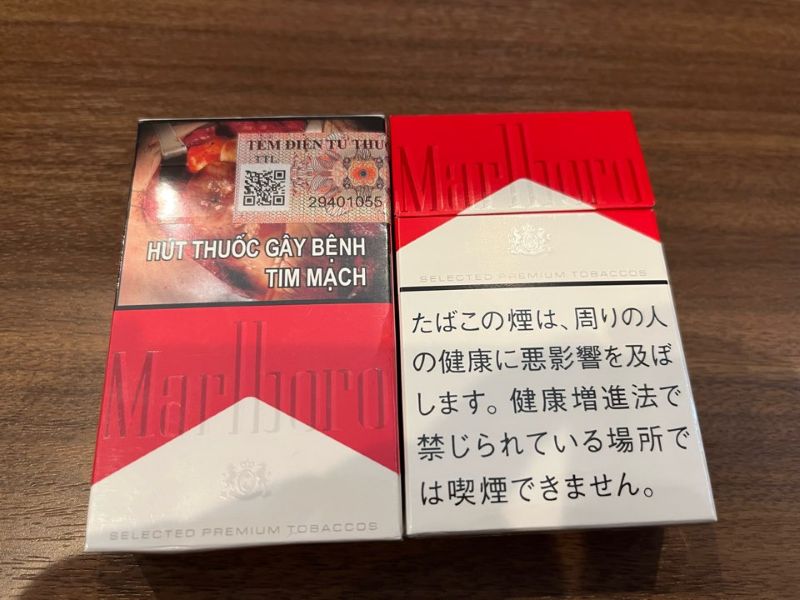 TEM ĐIỆN TỬ THUỐ
TTL
29401055
HÚT THUỐC GÂY BỆNH
TIM MẠCH
Marlboro
SELECTED PREMIUM TOBACCOS
Marlboro
SELECTED PREMIUM TOBACCOS
たばこの煙は、周りの人
の健康に悪影響を及ぼ
します。健康増進法で
禁じられている場所で
は喫煙できません。